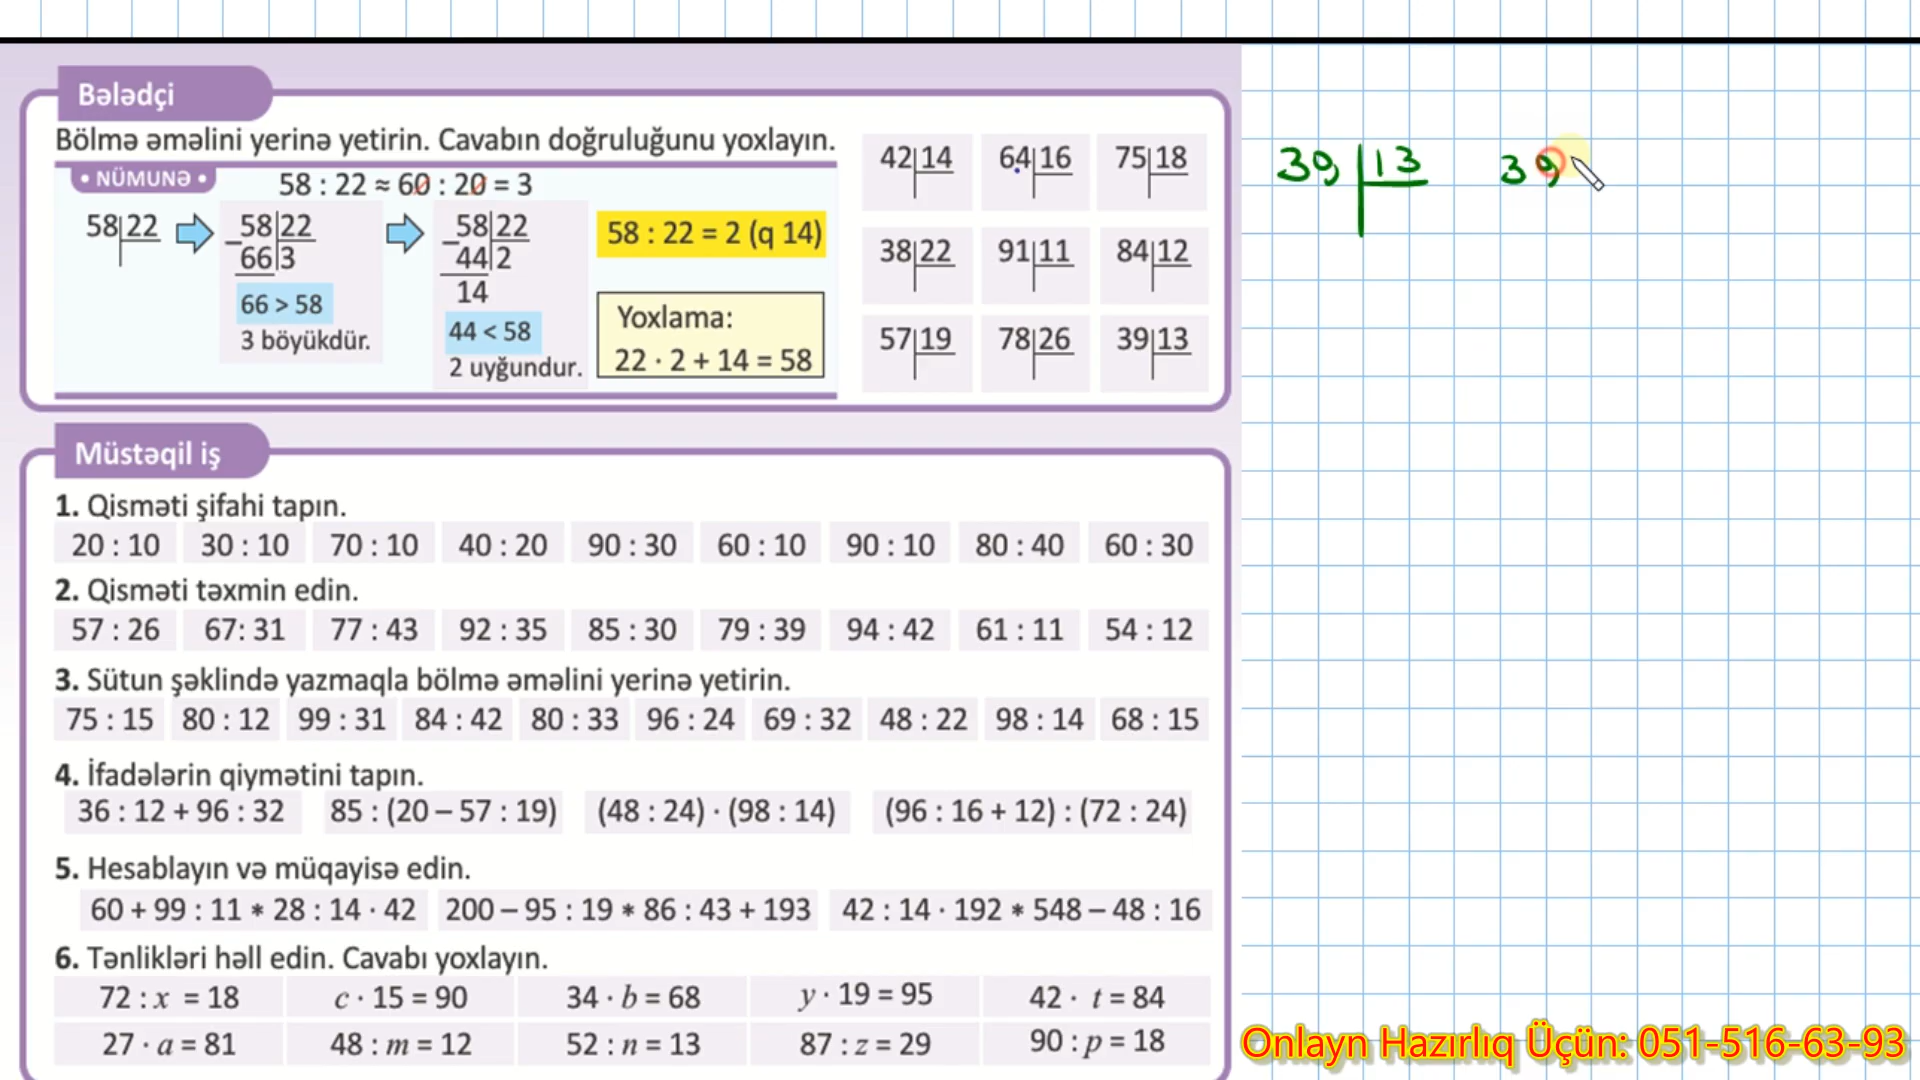 Bələdçi
Bölmə əməlini yerinə yetirin. Cavabın doğruluğunu yoxlayın.
• NÜMUNƏ •
58 : 22 ≈ 60 : 20 = 3
58 22
58 22
– 66 3
66 > 58
3 böyükdür.
58 22
– 44 2
14
44 < 58
2 uyğundur.
58 : 22 = 2 (q 14)
Yoxlama:
22 · 2 + 14 = 58
42 14 64 16 75 18
38 22 91 11 84 12
57 19 78 26 39 13
39 13 39
Müstəqil iş
1. Qisməti şifahi tapın.
20 : 10 30 : 10 70 : 10 40 : 20 90 : 30 60 : 10 90 : 10 80 : 40 60 : 30
2. Qisməti təxmin edin.
57 : 26 67: 31 77 : 43 92 : 35 85 : 30 79 : 39 94 : 42 61 : 11 54 : 12
3. Sütun şəklində yazmaqla bölmə əməlini yerinə yetirin.
75 : 15 80 : 12 99 : 31 84 : 42 80 : 33 96 : 24 69 : 32 48 : 22 98 : 14 68 : 15
4. İfadələrin qiymətini tapın.
36 : 12 + 96 : 32 85 : (20 – 57 : 19) (48 : 24) · (98 : 14) (96 : 16 + 12) : (72 : 24)
5. Hesablayın və müqayisə edin.
60 + 99 : 11 * 28 : 14 · 42 200 – 95 : 19 * 86 : 43 + 193 42 : 14 · 192 * 548 – 48 : 16
6. Tənlikləri həll edin. Cavabı yoxlayın.
72 : x = 18 c · 15 = 90 34 · b = 68 y · 19 = 95 42 · t = 84
27 · a = 81 48 : m = 12 52 : n = 13 87 : z = 29 90 : p = 18
Onlayn Hazırlıq Üçün: 051-516-63-93